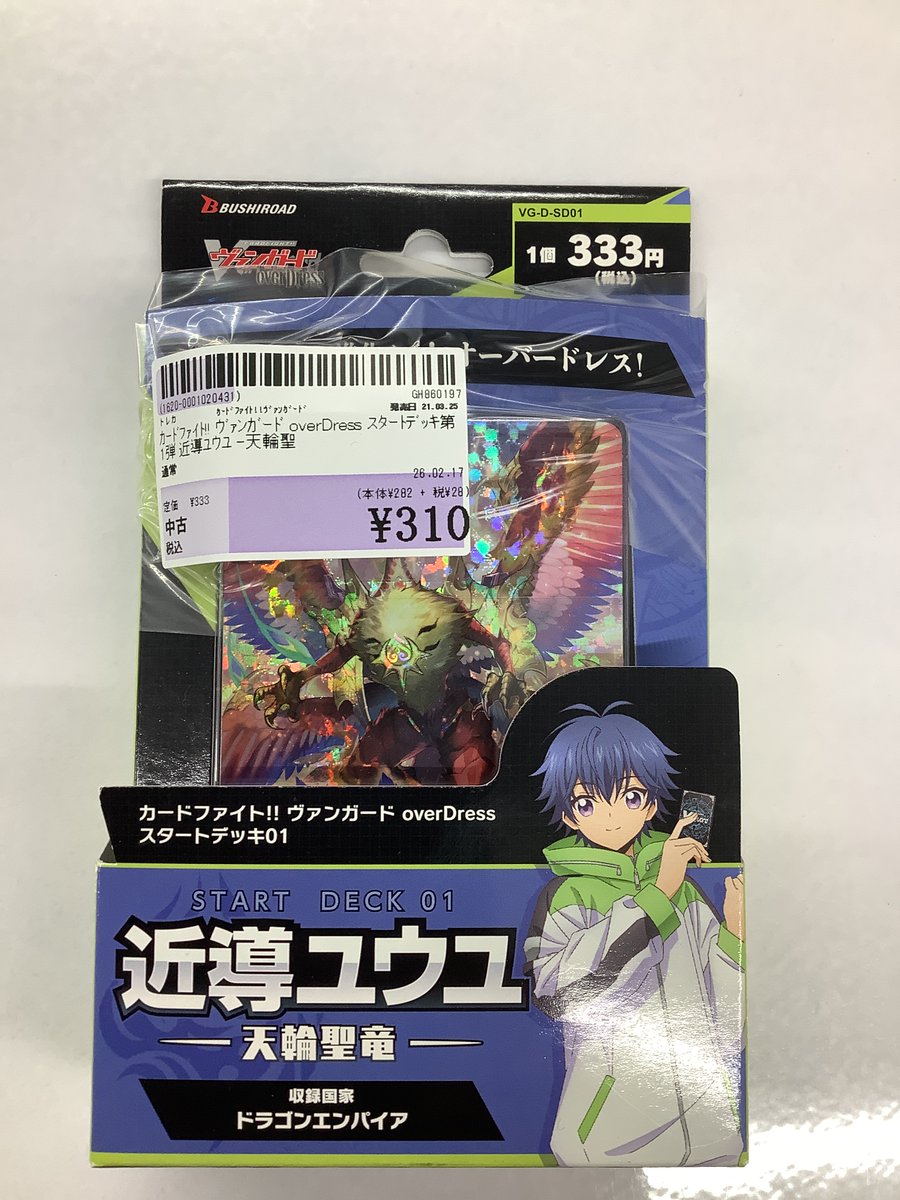 BUSHIROAD
VG-D-SD01
ヴァンガード
overDress
1個 333円
(税込)
オーバードレス!
(1620-0001020431)
GH860197
トレカ
カードファイト!!ヴァンガード
発売日 21.03.25
カードファイト!! ヴァンガード overDress スタートデッキ第
1弾 近導ユウユ -天輪聖
通常
26.02.17
定価 ¥333
(本体¥282 + 税¥28)
中古
税込
¥310
カードファイト!! ヴァンガード overDress
スタートデッキ01
START DECK 01
近導ユウユ
天輪聖竜
収録国家
ドラゴンエンパイア